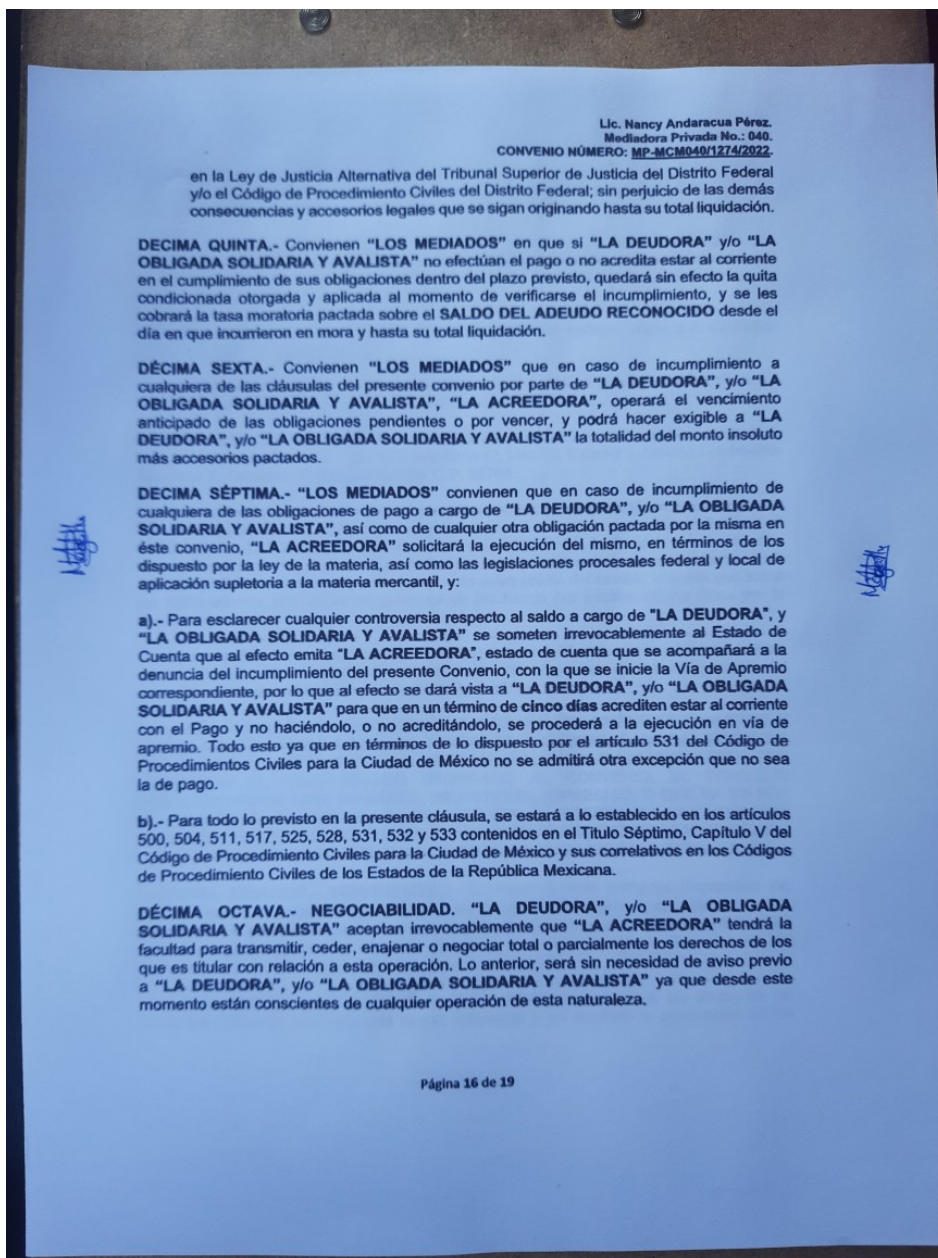 Lic. Nancy Andaracua Pérez.
Mediadora Privada No.: 040.
CONVENIO NÚMERO: MP-MCM040/1274/2022.
en la Ley de Justicia Alternativa del Tribunal Superior de Justicia del Distrito Federal
y/o el Código de Procedimiento Civiles del Distrito Federal; sin perjuicio de las demás
consecuencias y accesorios legales que se sigan originando hasta su total liquidación.
DECIMA QUINTA.- Convienen “LOS MEDIADOS” en que si “LA DEUDORA” y/o “LA
OBLIGADA SOLIDARIA Y AVALISTA” no efectúan el pago o no acredita estar al corriente
en el cumplimiento de sus obligaciones dentro del plazo previsto, quedará sin efecto la quita
condicionada otorgada y aplicada al momento de verificarse el incumplimiento, y se les
cobrará la tasa moratoria pactada sobre el SALDO DEL ADEUDO RECONOCIDO desde el
día en que incurrieron en mora y hasta su total liquidación.
DÉCIMA SEXTA.- Convienen “LOS MEDIADOS” que en caso de incumplimiento a
cualquiera de las cláusulas del presente convenio por parte de “LA DEUDORA”, y/o “LA
OBLIGADA SOLIDARIA Y AVALISTA”, “LA ACREEDORA”, operará el vencimiento
anticipado de las obligaciones pendientes o por vencer, y podrá hacer exigible a “LA
DEUDORA”, y/o “LA OBLIGADA SOLIDARIA Y AVALISTA” la totalidad del monto insoluto
más accesorios pactados.
DECIMA SÉPTIMA.- “LOS MEDIADOS” convienen que en caso de incumplimiento de
cualquiera de las obligaciones de pago a cargo de “LA DEUDORA”, y/o “LA OBLIGADA
SOLIDARIA Y AVALISTA”, así como de cualquier otra obligación pactada por la misma en
éste convenio, “LA ACREEDORA” solicitará la ejecución del mismo, en términos de los
dispuesto por la ley de la materia, así como las legislaciones procesales federal y local de
aplicación supletoria a la materia mercantil, y:
a).- Para esclarecer cualquier controversia respecto al saldo a cargo de "LA DEUDORA", y
“LA OBLIGADA SOLIDARIA Y AVALISTA” se someten irrevocablemente al Estado de
Cuenta que al efecto emita “LA ACREEDORA”, estado de cuenta que se acompañará a la
denuncia del incumplimiento del presente Convenio, con la que se inicie la Vía de Apremio
correspondiente, por lo que al efecto se dará vista a “LA DEUDORA”, y/o “LA OBLIGADA
SOLIDARIA Y AVALISTA” para que en un término de cinco días acrediten estar al corriente
con el Pago y no haciéndolo, o no acreditándolo, se procederá a la ejecución en vía de
apremio. Todo esto ya que en términos de lo dispuesto por el artículo 531 del Código de
Procedimientos Civiles para la Ciudad de México no se admitirá otra excepción que no sea
la de pago.
b).- Para todo lo previsto en la presente cláusula, se estará a lo establecido en los artículos
500, 504, 511, 517, 525, 528, 531, 532 y 533 contenidos en el Titulo Séptimo, Capítulo V del
Código de Procedimiento Civiles para la Ciudad de México y sus correlativos en los Códigos
de Procedimiento Civiles de los Estados de la República Mexicana.
DÉCIMA OCTAVA.- NEGOCIABILIDAD. “LA DEUDORA”, y/o “LA OBLIGADA
SOLIDARIA Y AVALISTA” aceptan irrevocablemente que “LA ACREEDORA” tendrá la
facultad para transmitir, ceder, enajenar o negociar total o parcialmente los derechos de los
que es titular con relación a esta operación. Lo anterior, será sin necesidad de aviso previo
a “LA DEUDORA”, y/o “LA OBLIGADA SOLIDARIA Y AVALISTA” ya que desde este
momento están conscientes de cualquier operación de esta naturaleza.
Página 16 de 19